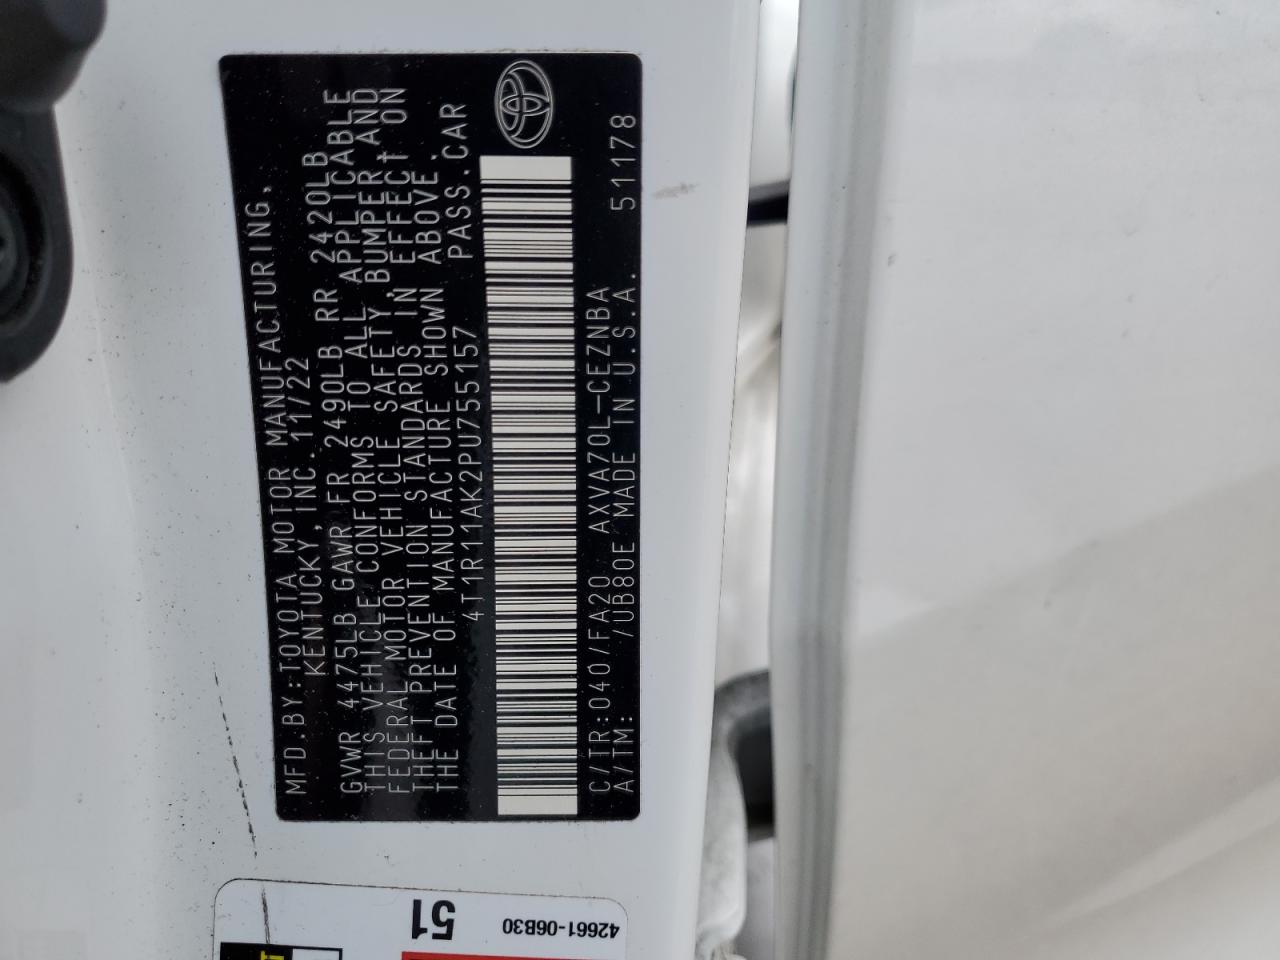 MFD.BY:TOYOTA MOTOR MANUFACTURING,
KENTUCKY, INC. 11/22
GVWR 4475LB GAWR FR 2490LB RR 2420LB
THIS VEHICLE CONFORMS TO ALL APPLICABLE
FEDERAL MOTOR VEHICLE SAFETY, BUMPER, AND
THEFT PREVENTION STANDARDS IN EFFECT ON
THE DATE OF MANUFACTURE SHOWN ABOVE.
4T1R11AK2PU755157 PASS.CAR
C/TR:040/FA20 AXVA70L-CEZNBA 51178
A/TM: /UB80E MADE IN U.S.A.
42661-06B30
51